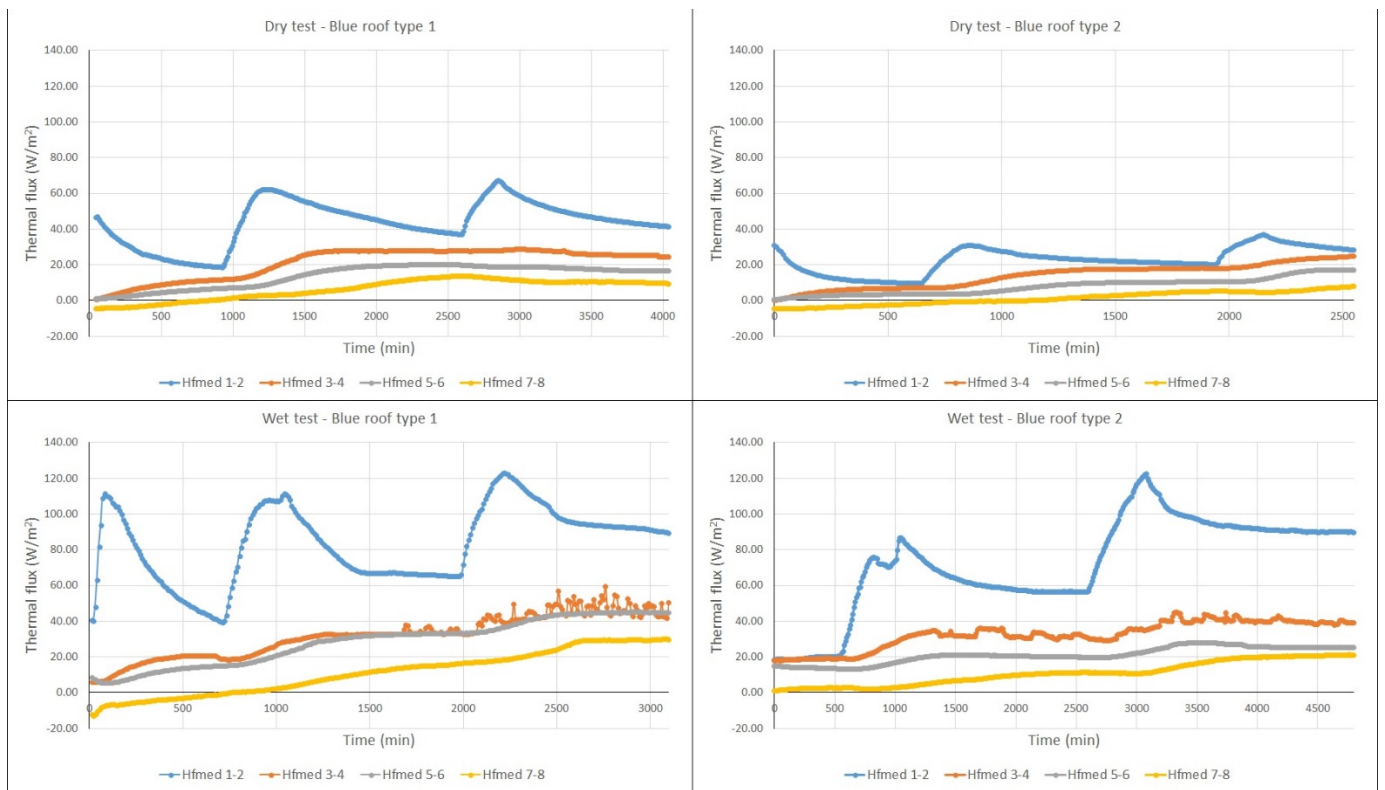 Dry test - Blue roof type 1
140.00
120.00
100.00
80.00
60.00
40.00
20.00
0.00
-20.00
Thermal flux (W/m²)
0 500 1000 1500 2000 2500 3000 3500 4000
Time (min)
Hfmed 1-2 Hfmed 3-4 Hfmed 5-6 Hfmed 7-8
Dry test - Blue roof type 2
140.00
120.00
100.00
80.00
60.00
40.00
20.00
0.00
-20.00
Thermal flux (W/m²)
0 500 1000 1500 2000 2500
Time (min)
Hfmed 1-2 Hfmed 3-4 Hfmed 5-6 Hfmed 7-8
Wet test - Blue roof type 1
140.00
120.00
100.00
80.00
60.00
40.00
20.00
0.00
-20.00
Thermal flux (W/m²)
0 500 1000 1500 2000 2500 3000
Time (min)
Hfmed 1-2 Hfmed 3-4 Hfmed 5-6 Hfmed 7-8
Wet test - Blue roof type 2
140.00
120.00
100.00
80.00
60.00
40.00
20.00
0.00
-20.00
Thermal flux (W/m²)
0 500 1000 1500 2000 2500 3000 3500 4000 4500
Time (min)
Hfmed 1-2 Hfmed 3-4 Hfmed 5-6 Hfmed 7-8